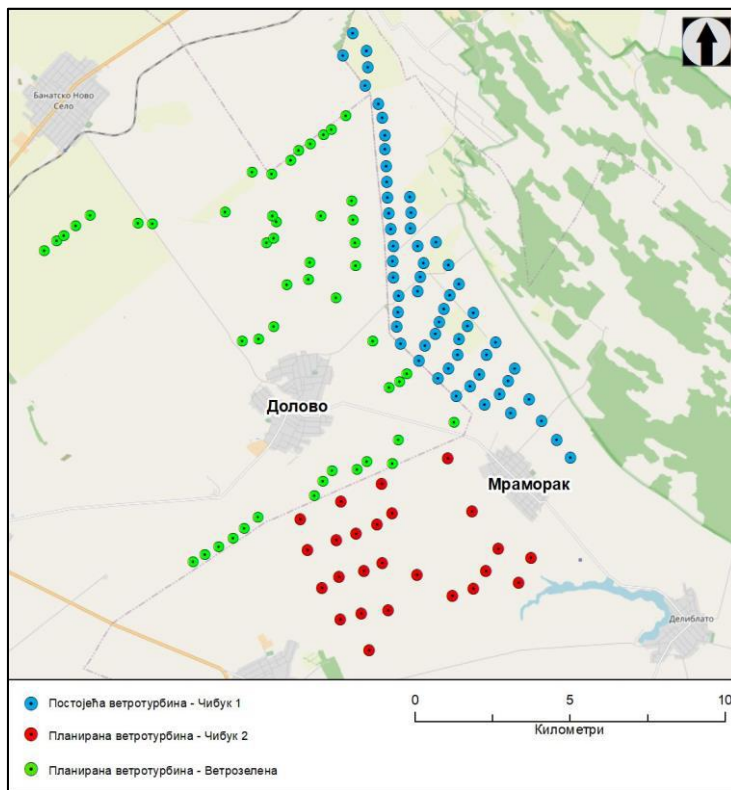 Банатско Ново
Село
Долово
Мраморак
Делиблато
Постојећа ветротурбина - Чибук 1
Планирана ветротурбина - Чибук 2
Планирана ветротурбина - Ветрозелена
0 5 10
Километри